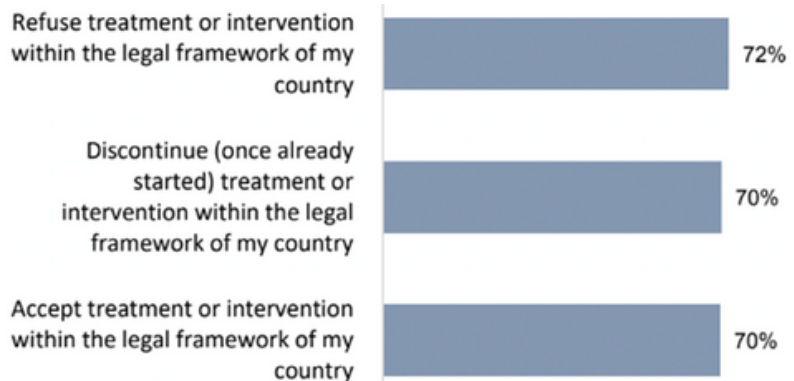 Refuse treatment or intervention
within the legal framework of my
country
72%
Discontinue (once already
started) treatment or
intervention within the legal
framework of my country
70%
Accept treatment or intervention
within the legal framework of my
country
70%